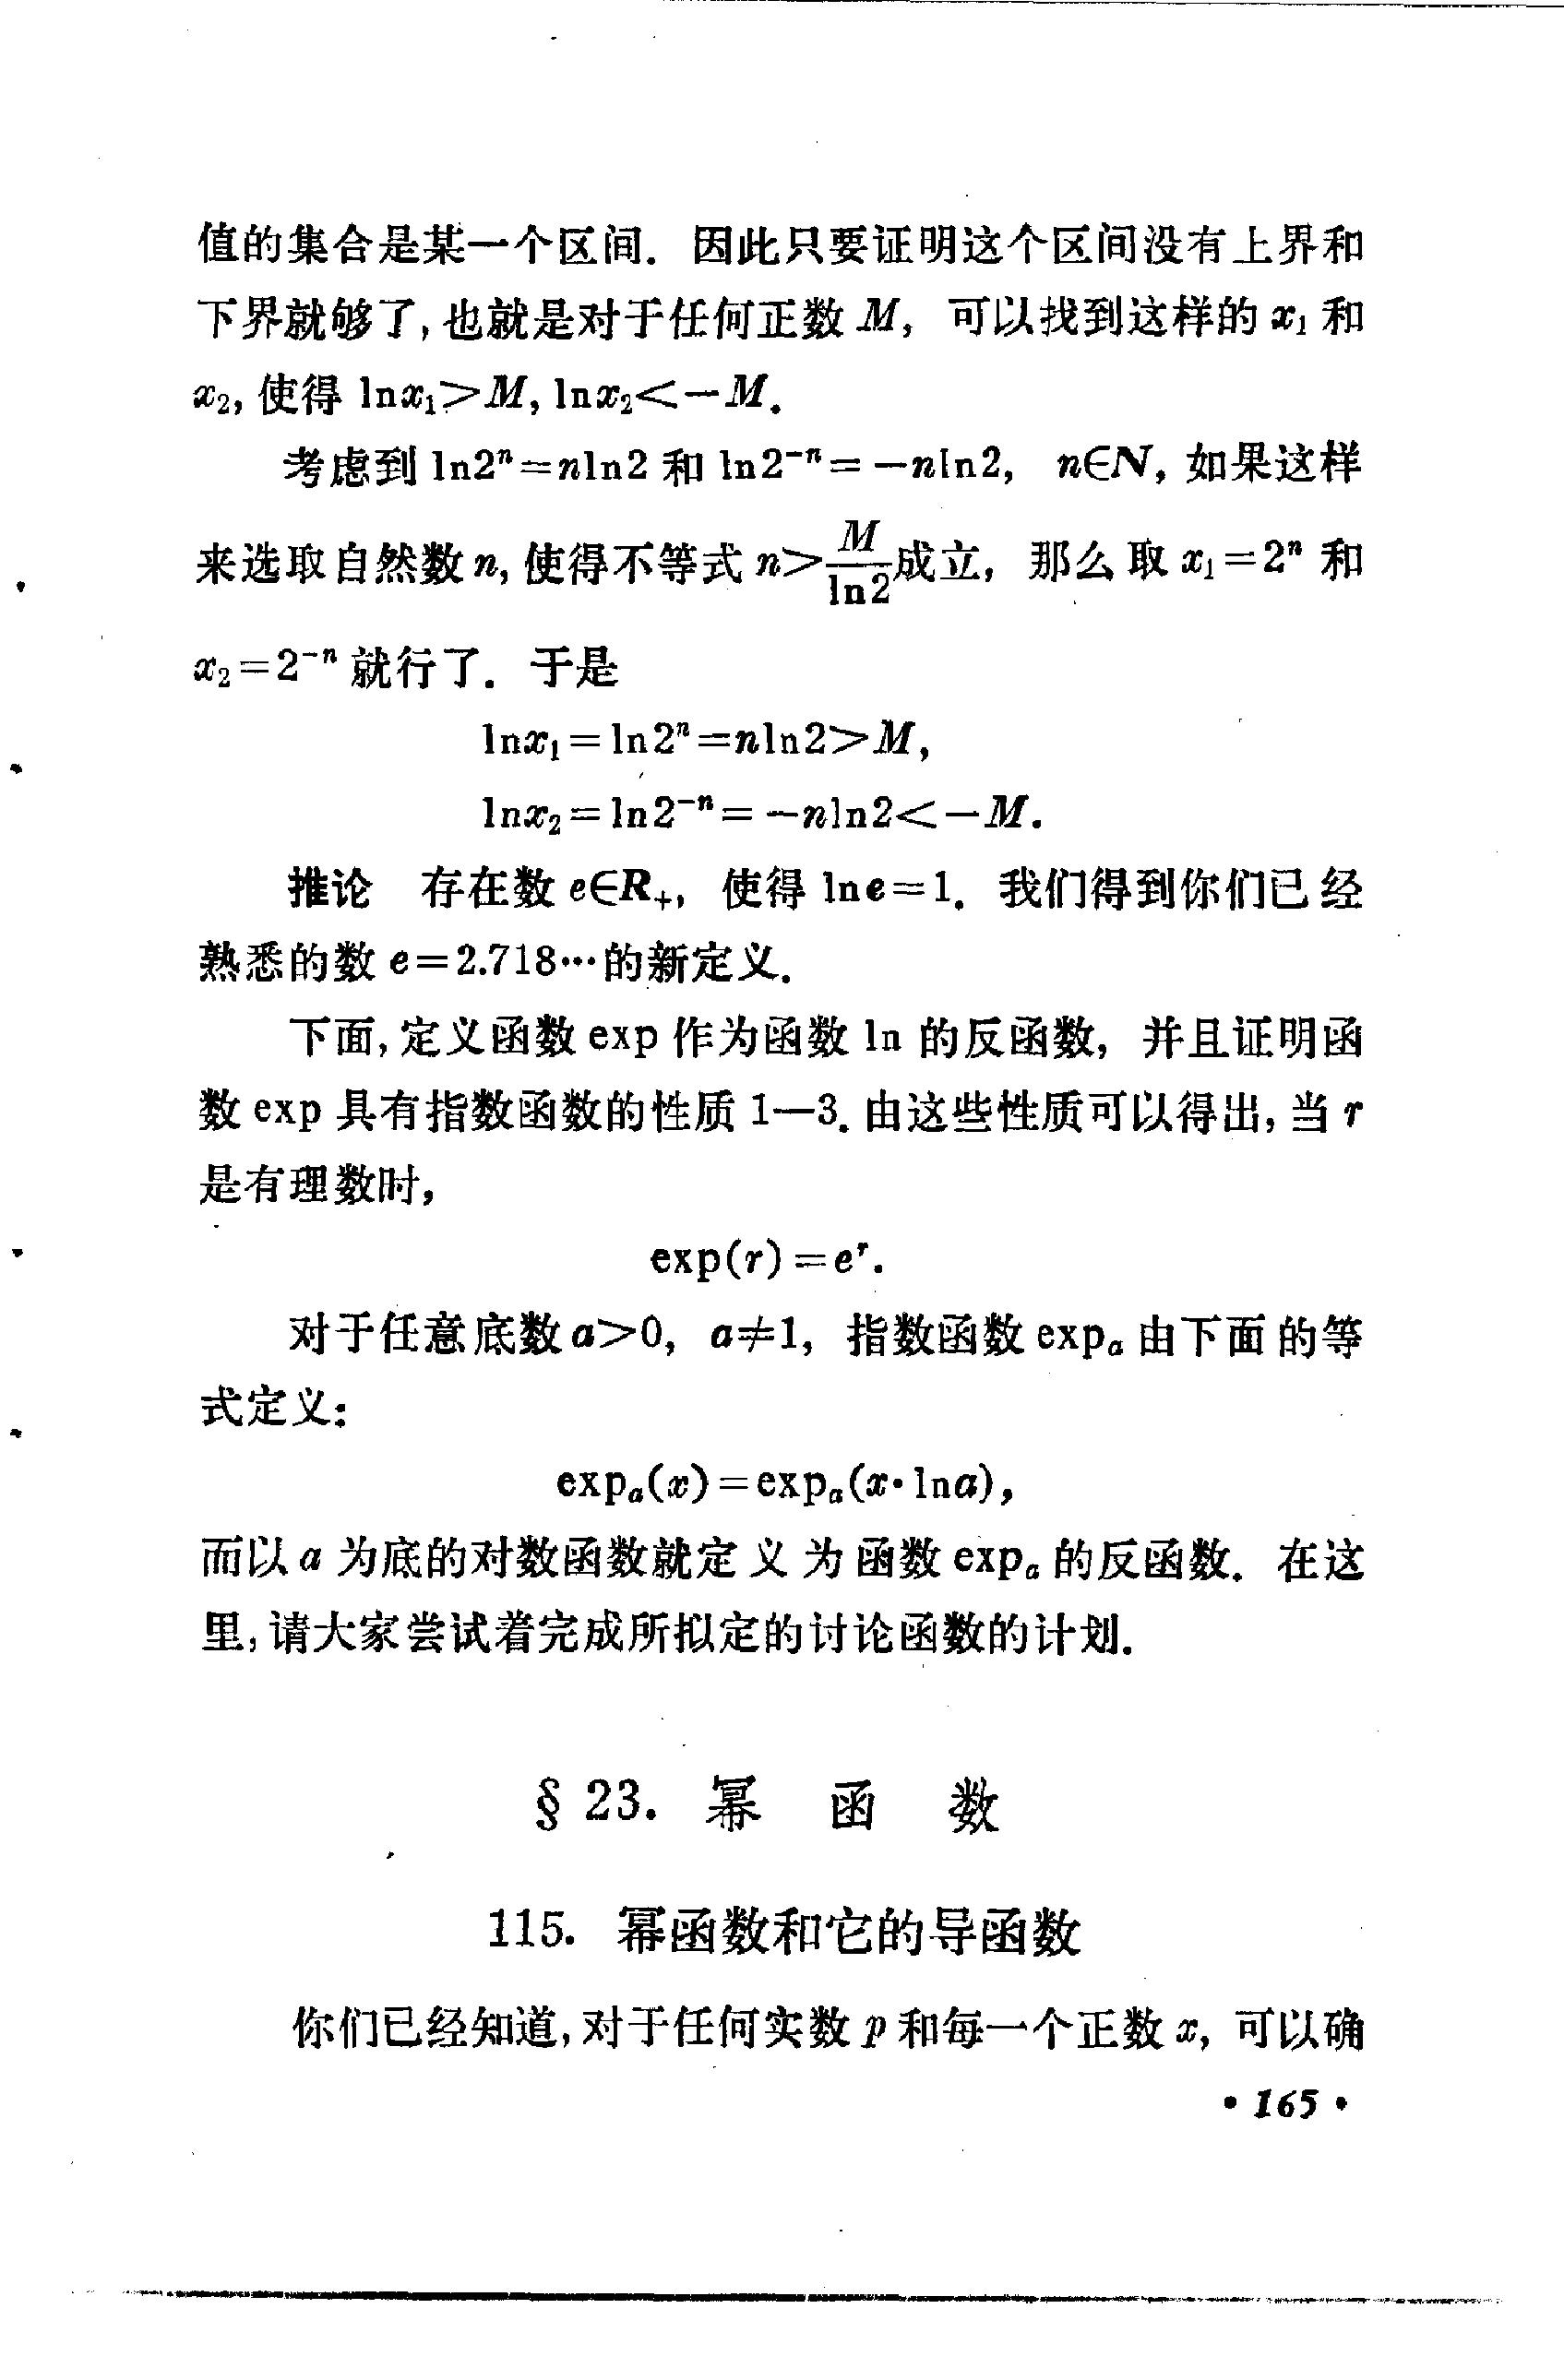 值的集合是某一个区间. 因此只要证明这个区间没有上界和
下界就够了, 也就是对于任何正数 M, 可以找到这样的 x₁ 和
x₂, 使得 lnx₁>M, lnx₂<-M.
考虑到 ln2ⁿ=nln2 和 ln2⁻ⁿ=-nln2, n∈N, 如果这样
来选取自然数 n, 使得不等式 n>M/ln2 成立, 那么取 x₁=2ⁿ 和
x₂=2⁻ⁿ 就行了. 于是
lnx₁=ln2ⁿ=nln2>M,
lnx₂=ln2⁻ⁿ=-nln2<-M.
推论 存在数 e∈R₊, 使得 lne=1. 我们得到你们已经
熟悉的数 e=2.718…的新定义.
下面, 定义函数 exp 作为函数 ln 的反函数, 并且证明函
数 exp 具有指数函数的性质 1—3. 由这些性质可以得出, 当 r
是有理数时,
exp(r)=eʳ.
对于任意底数 a>0, a≠1, 指数函数 expₐ 由下面的等
式定义:
expₐ(x)=expₐ(x·lna),
而以 a 为底的对数函数就定义为函数 expₐ 的反函数. 在这
里, 请大家尝试着完成所拟定的讨论函数的计划.
§ 23. 幂函数
115. 幂函数和它的导函数
你们已经知道, 对于任何实数 p 和每一个正数 x, 可以确
• 165 •